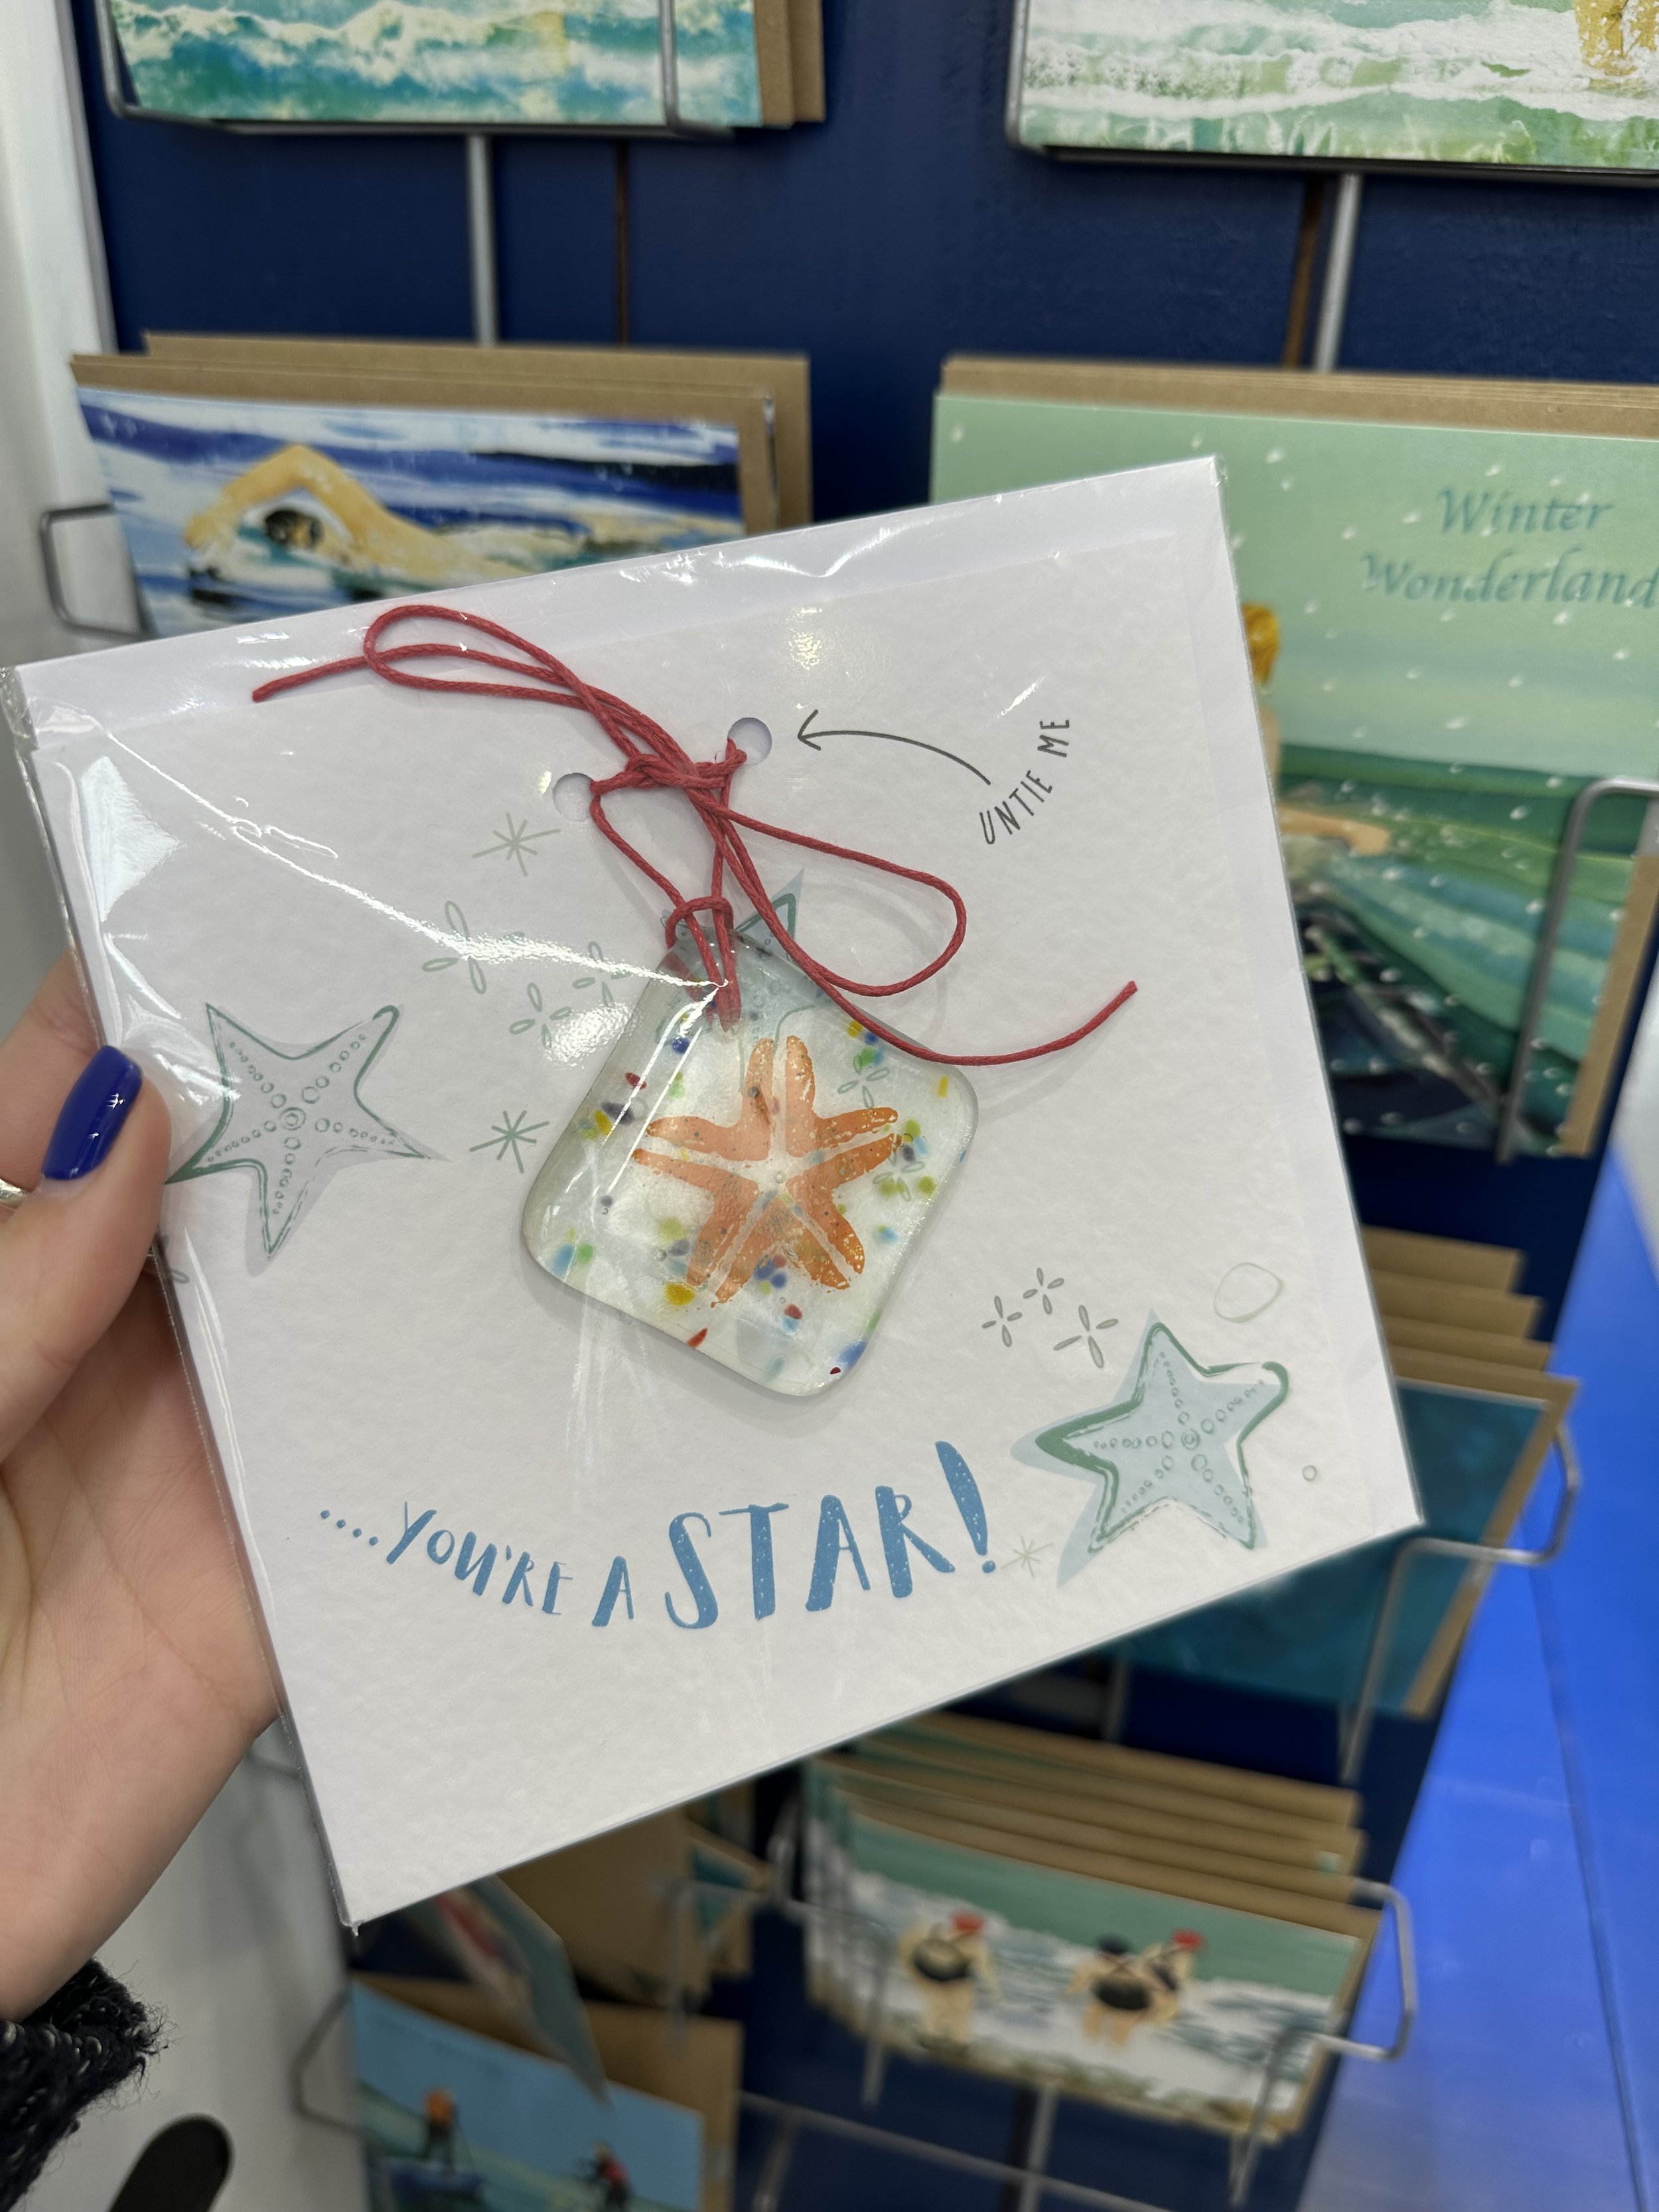 Winter
Wonderland
UNTIE ME
....YOU'RE A STAR!